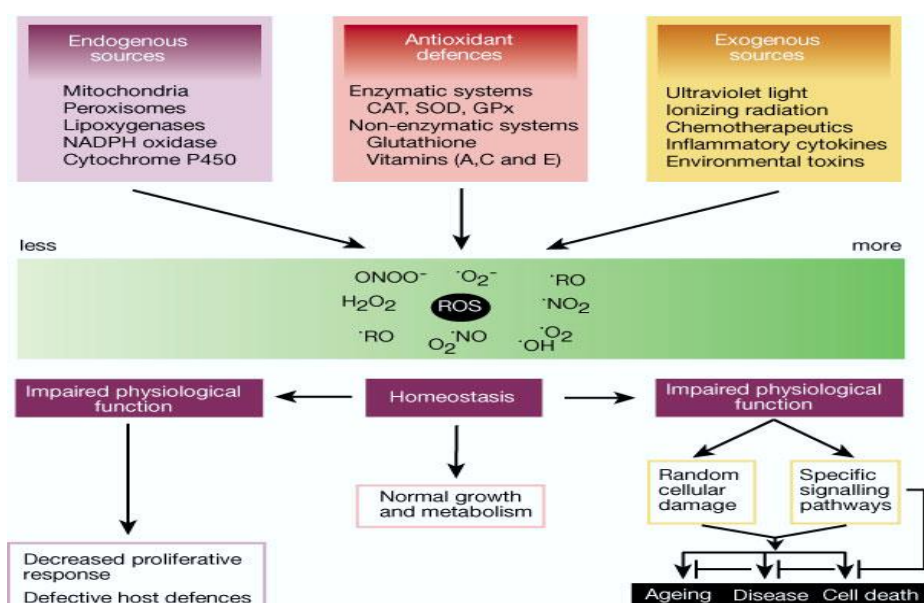 Endogenous
sources
Mitochondria
Peroxisomes
Lipoxygenases
NADPH oxidase
Cytochrome P450
Antioxidant
defences
Enzymatic systems
CAT, SOD, GPx
Non-enzymatic systems
Glutathione
Vitamins (A,C and E)
Exogenous
sources
Ultraviolet light
Ionizing radiation
Chemotherapeutics
Inflammatory cytokines
Environmental toxins
less
more
ONOO⁻ ˙O₂⁻ ˙RO
H₂O₂ ROS ˙NO₂
˙RO O₂˙NO ˙OH ˙O₂
Impaired physiological
function
Homeostasis
Impaired physiological
function
Normal growth
and metabolism
Random
cellular
damage
Specific
signalling
pathways
Decreased proliferative
response
Defective host defences
Ageing Disease Cell death